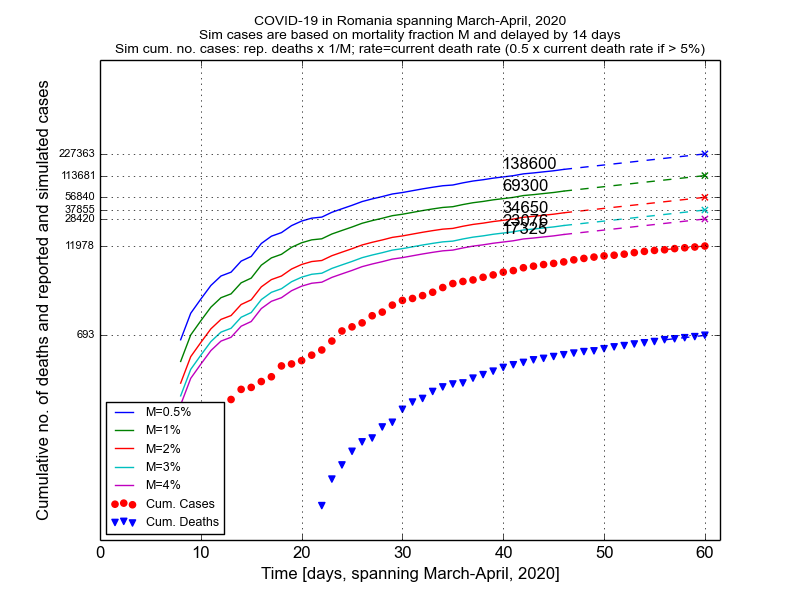 COVID-19 in Romania spanning March-April, 2020
Sim cases are based on mortality fraction M and delayed by 14 days
Sim cum. no. cases: rep. deaths x 1/M; rate=current death rate (0.5 x current death rate if > 5%)
Cumulative no. of deaths and reported and simulated cases
227363
113681
56840
37855
28420
11978
693
138600
69300
34650
23076
17325
M=0.5%
M=1%
M=2%
M=3%
M=4%
Cum. Cases
Cum. Deaths
0 10 20 30 40 50 60
Time [days, spanning March-April, 2020]